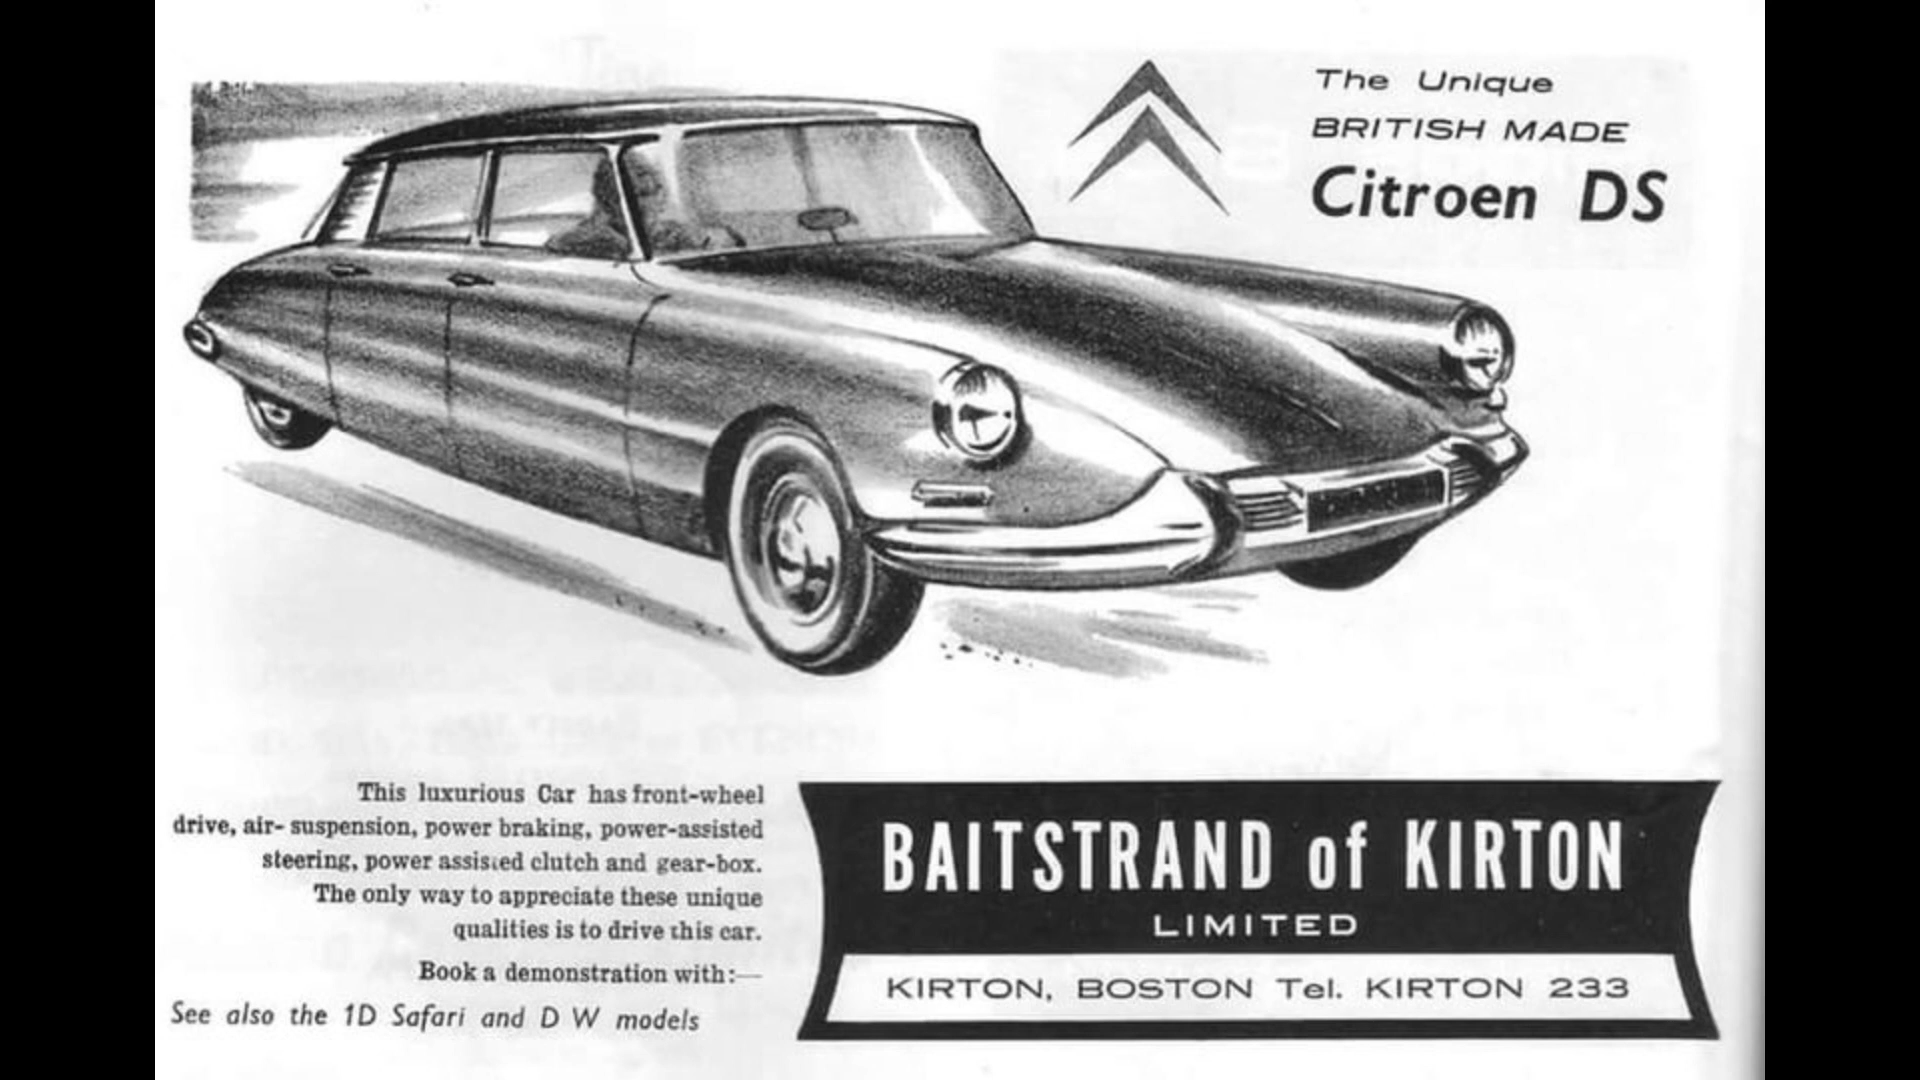 The Unique
BRITISH MADE
Citroen DS
This luxurious Car has front-wheel
drive, air- suspension, power braking, power-assisted
steering, power assisted clutch and gear-box.
The only way to appreciate these unique
qualities is to drive this car.
Book a demonstration with:—
See also the 1D Safari and D W models
BAITSTRAND of KIRTON
LIMITED
KIRTON, BOSTON Tel. KIRTON 233